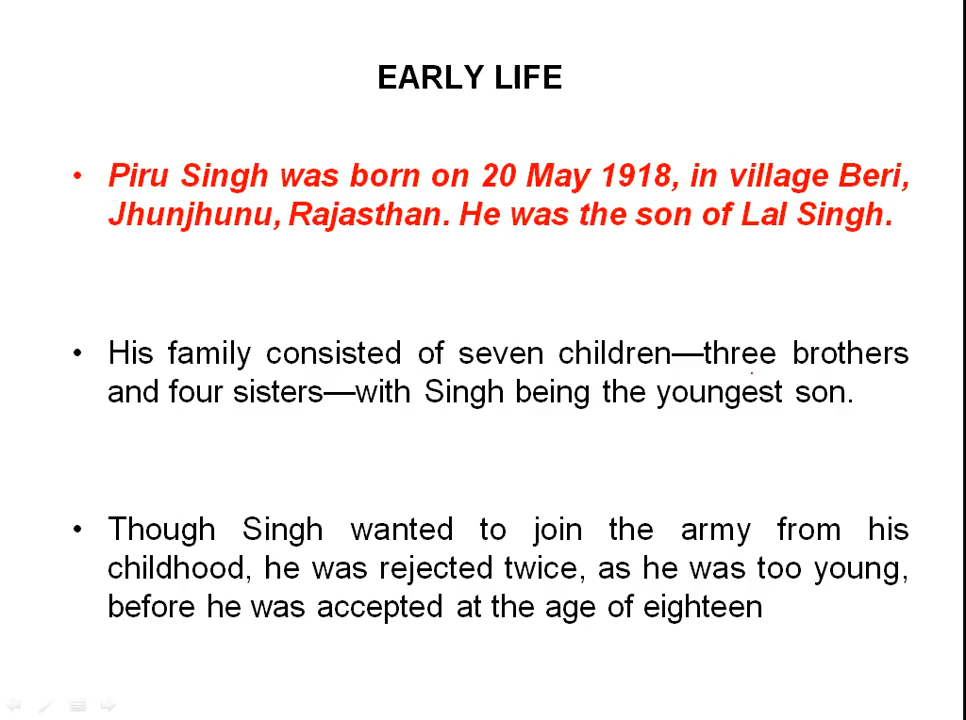 EARLY LIFE
• Piru Singh was born on 20 May 1918, in village Beri,
Jhunjhunu, Rajasthan. He was the son of Lal Singh.
• His family consisted of seven children—three brothers
and four sisters—with Singh being the youngest son.
• Though Singh wanted to join the army from his
childhood, he was rejected twice, as he was too young,
before he was accepted at the age of eighteen